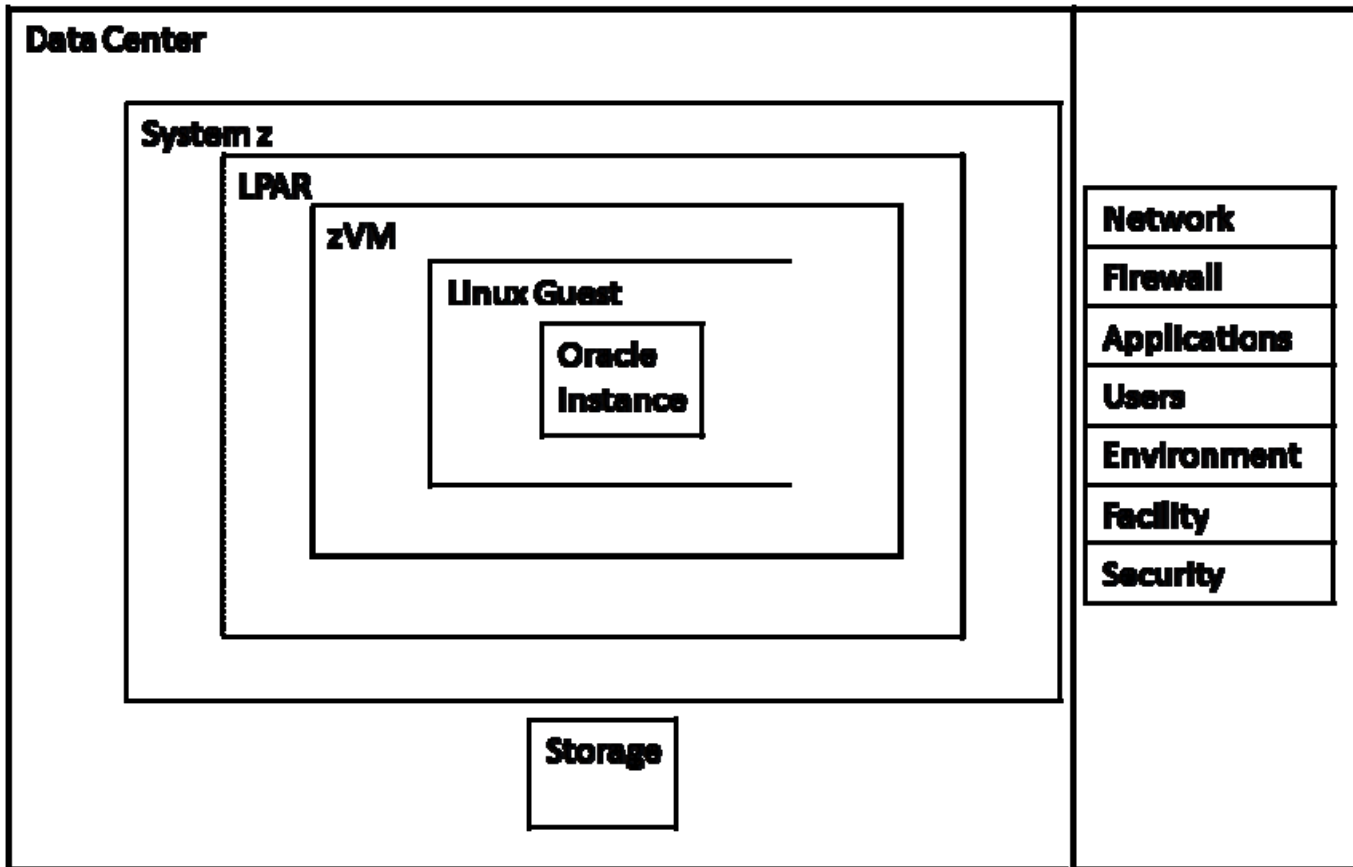 Data Center
System z
LPAR
zVM
Linux Guest
Oracle
Instance
Storage
Network
Firewall
Applications
Users
Environment
Facility
Security